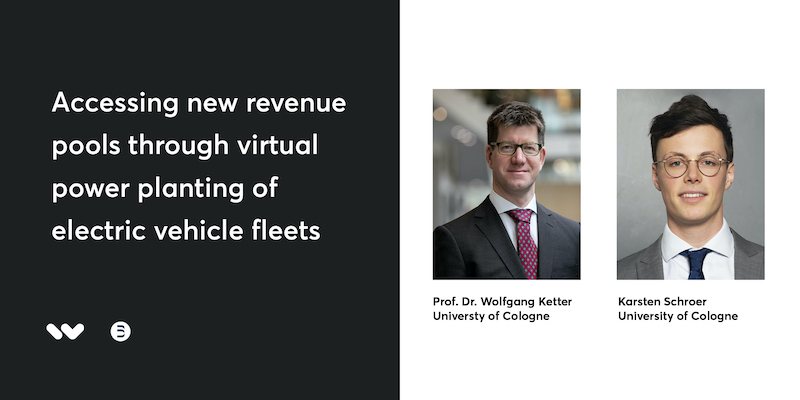 Accessing new revenue
pools through virtual
power planting of
electric vehicle fleets
Prof. Dr. Wolfgang Ketter
Universty of Cologne
Karsten Schroer
University of Cologne